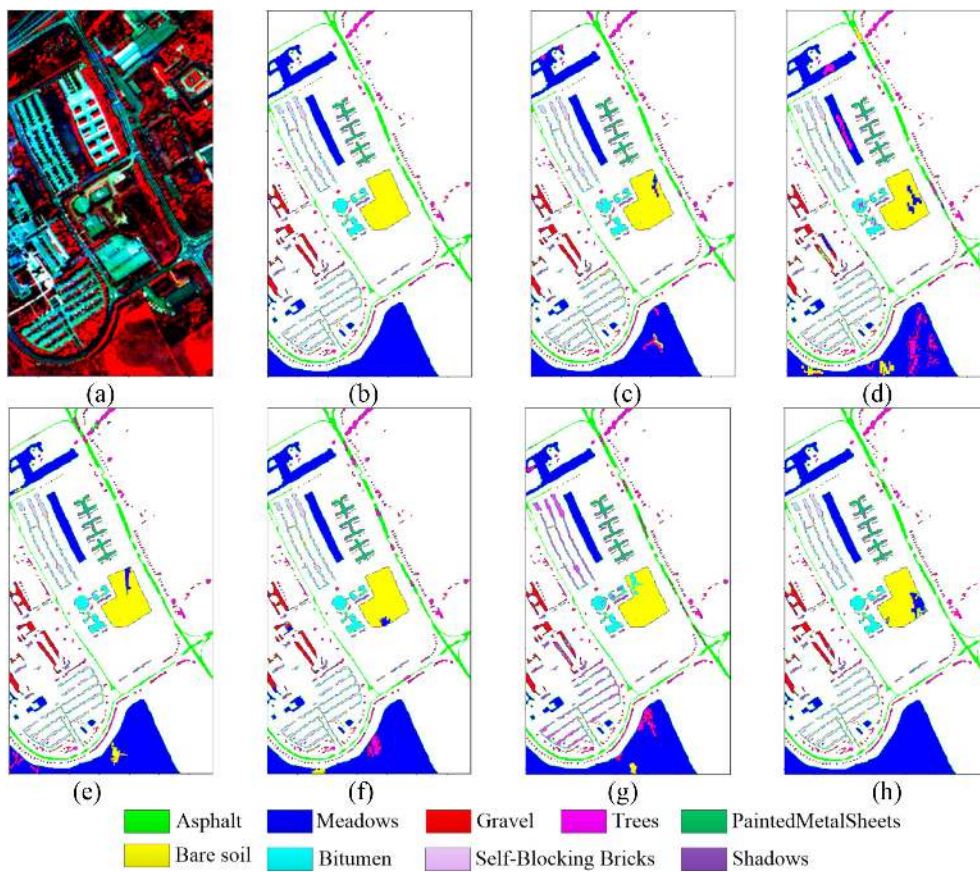 (a)
(b)
(c)
(d)
(e)
(f)
(g)
(h)
Asphalt Meadows Gravel Trees PaintedMetalSheets
Bare soil Bitumen Self-Blocking Bricks Shadows